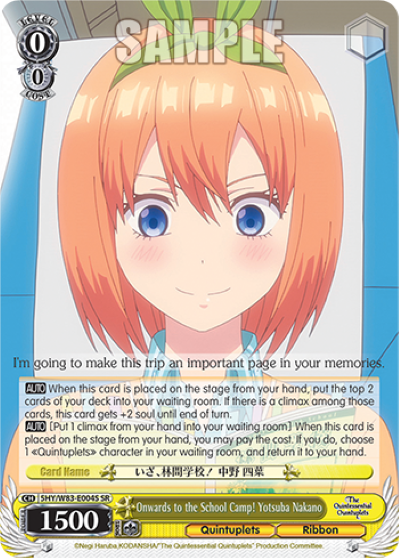 LEVEL
0
0
COST
SAMPLE
I'm going to make this trip an important page in your memories.
AUTO When this card is placed on the stage from your hand, put the top 2
cards of your deck into your waiting room. If there is a climax among those
cards, this card gets +2 soul until end of turn.
AUTO [Put 1 climax from your hand into your waiting room] When this card is
placed on the stage from your hand, you may pay the cost. If you do, choose
1 «Quintuplets» character in your waiting room, and return it to your hand.
Card Name
いざ、林間学校! 中野 四葉
CH 5HY/W83-E004S SR
Onwards to the School Camp! Yotsuba Nakano
The
Quintessential
Quintuplets
1500
Quintuplets
Ribbon
©Negi Haruba,KODANSHA/"The Quintessential Quintuplets" Production Committee.